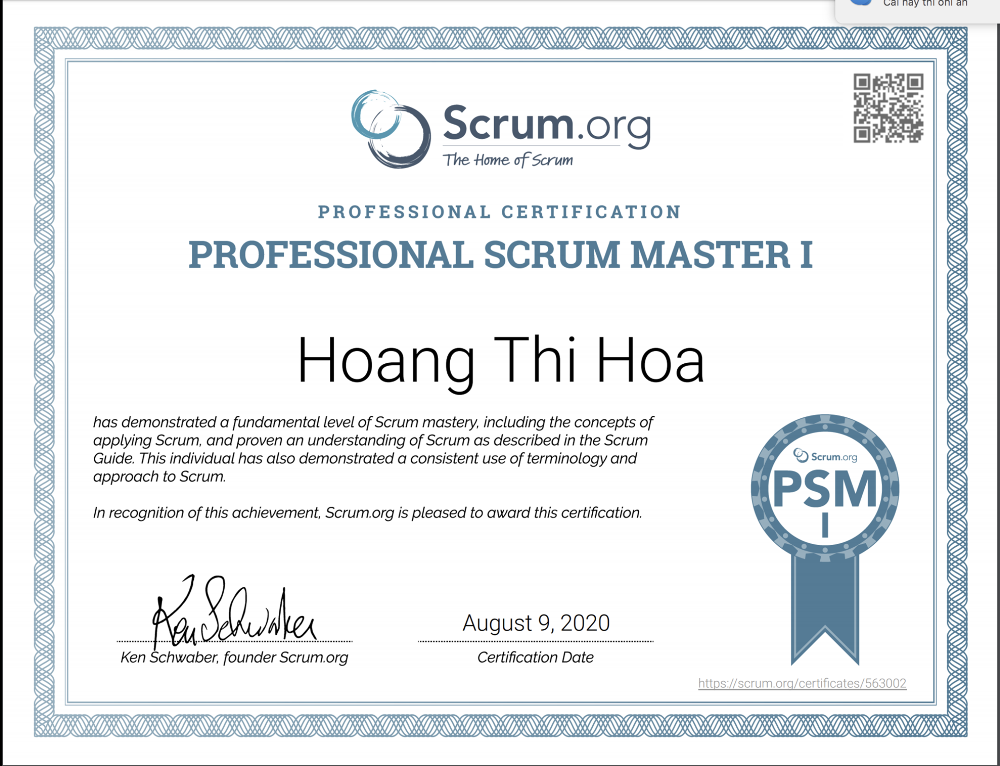 Scrum.org
The Home of Scrum
PROFESSIONAL CERTIFICATION
PROFESSIONAL SCRUM MASTER I
Hoang Thi Hoa
has demonstrated a fundamental level of Scrum mastery, including the concepts of
applying Scrum, and proven an understanding of Scrum as described in the Scrum
Guide. This individual has also demonstrated a consistent use of terminology and
approach to Scrum.
In recognition of this achievement, Scrum.org is pleased to award this certification.
Scrum.org
PSM
I
Ken Schwaber
Ken Schwaber, founder Scrum.org
August 9, 2020
Certification Date
https://scrum.org/certificates/563002